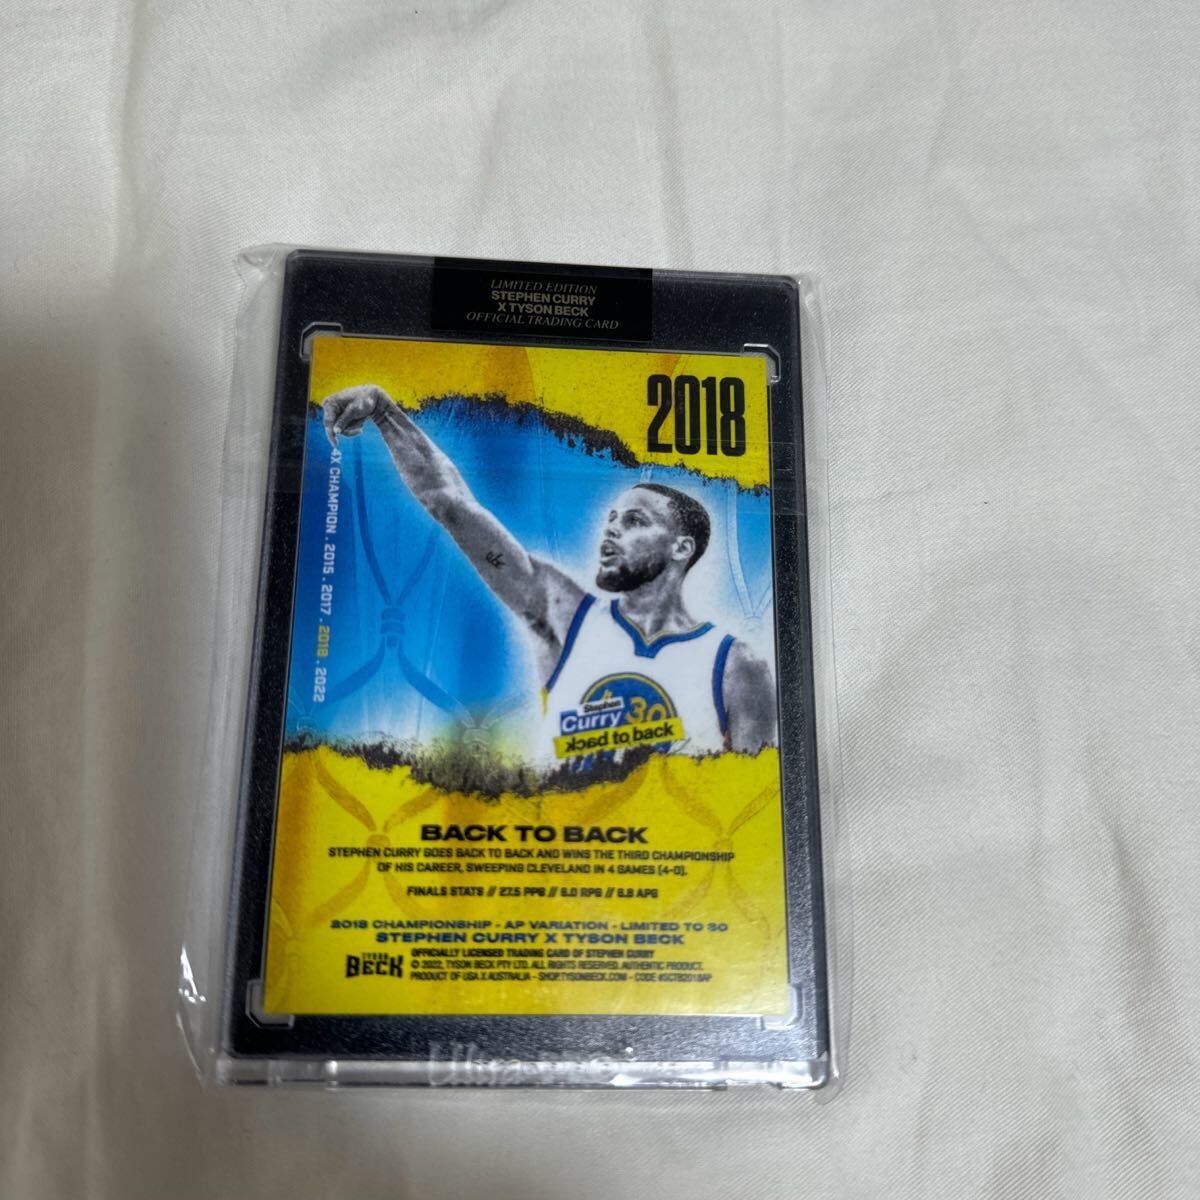 LIMITED EDITION
STEPHEN CURRY
X TYSON BECK
OFFICIAL TRADING CARD
2018
4X CHAMPION . 2015 . 2017 . 2018 . 2022
Stephen
Curry 30
back to back
BACK TO BACK
STEPHEN CURRY GOES BACK TO BACK AND WINS THE THIRD CHAMPIONSHIP
OF HIS CAREER, SWEEPING CLEVELAND IN 4 GAMES (4-0).
FINALS STATS // 27.5 PPG // 6.0 RPG // 6.8 APG
2018 CHAMPIONSHIP - AP VARIATION - LIMITED TO 30
STEPHEN CURRY X TYSON BECK
TYSON
BECK
OFFICIALLY LICENSED TRADING CARD OF STEPHEN CURRY
© 2022, TYSON BECK PTY LTD. ALL RIGHTS RESERVED. AUTHENTIC PRODUCT.
PRODUCT OF USA X AUSTRALIA - SHOP.TYSONBECK.COM - CODE #SCTB2018AP
Ultra PRO